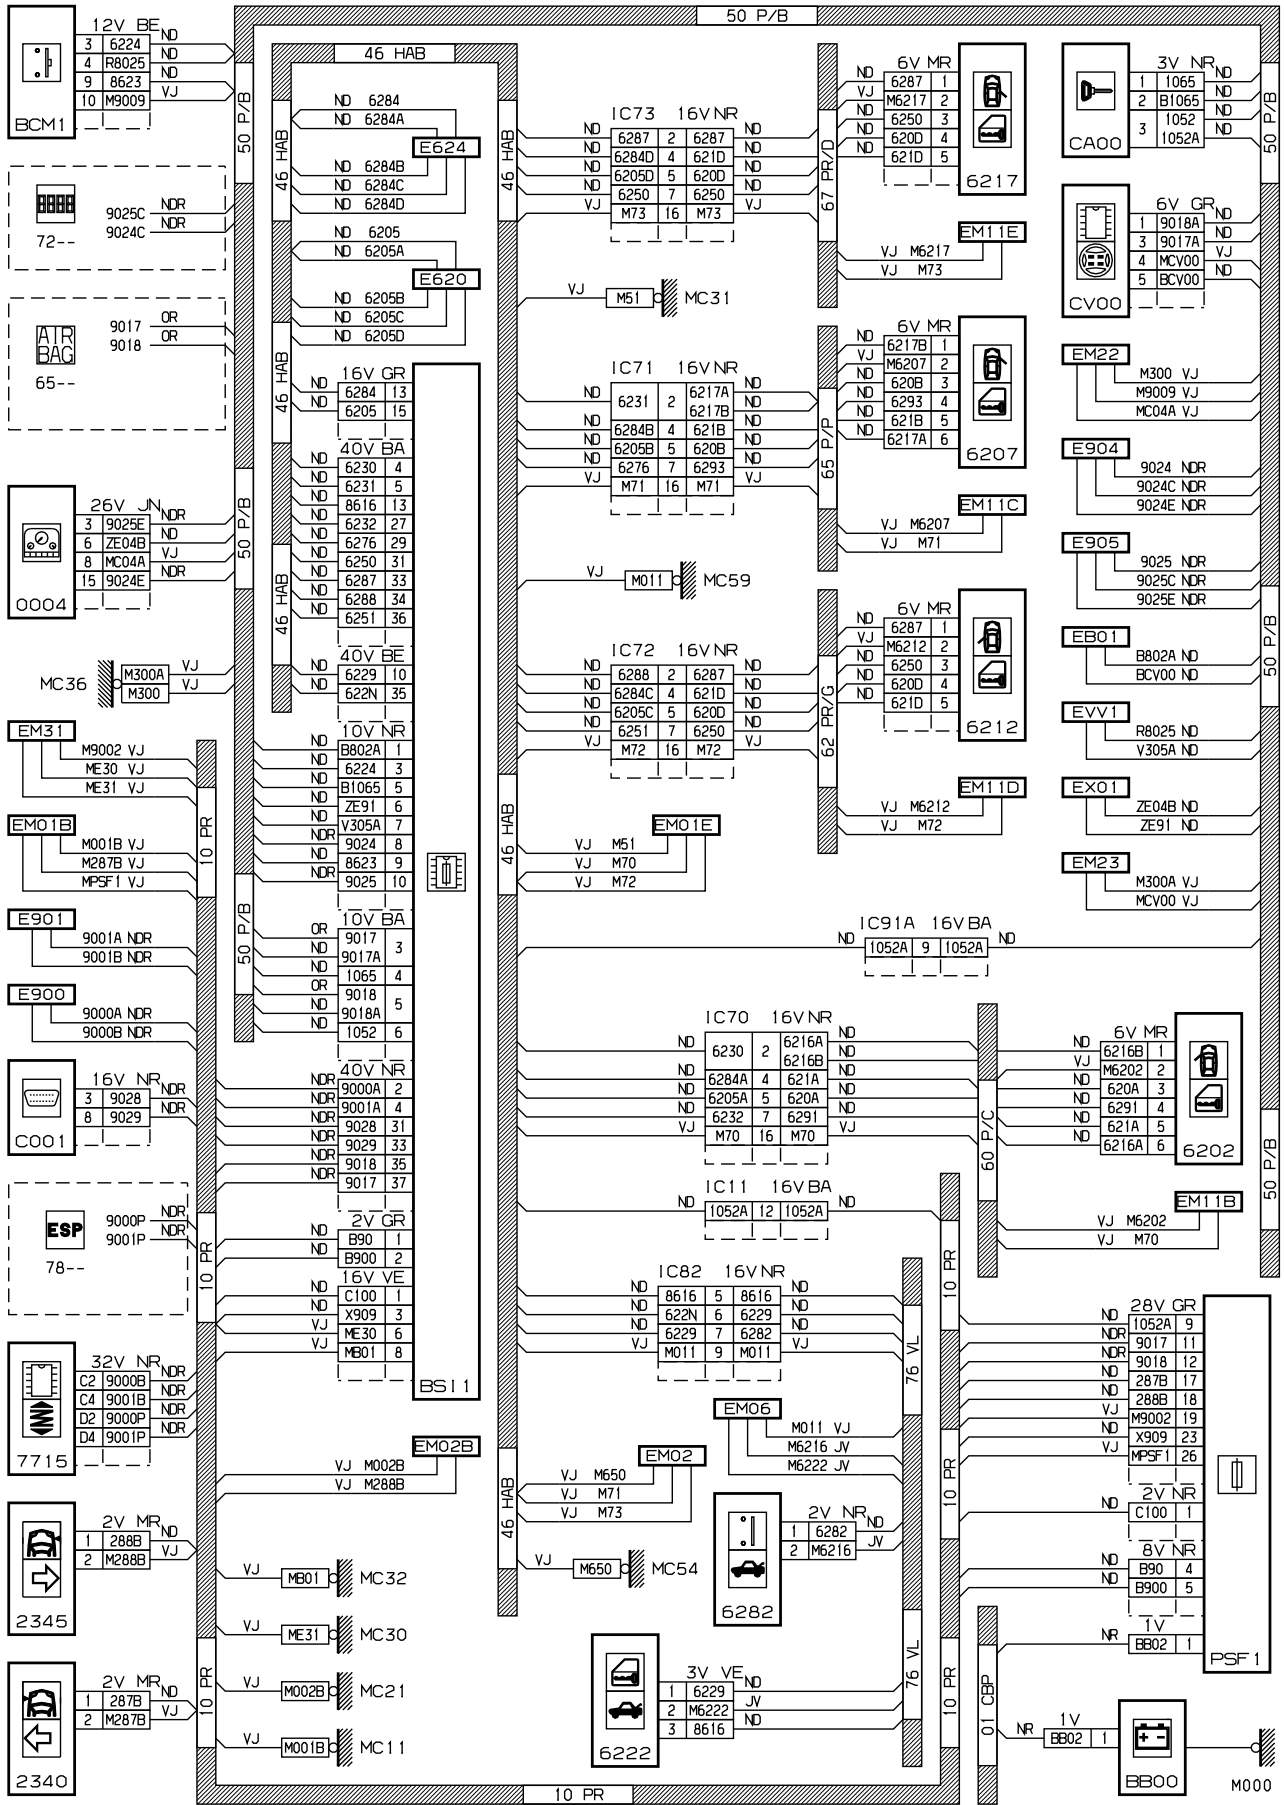 50 P/B
BCM1
12V BE
3 6224 ND
4 R8025 ND
9 8623 ND
10 M9009 VJ
50 P/B
72--
9025C NDR
9024C NDR
AIR
BAG
65--
9017 OR
9018 OR
0004
26V JN
3 9025E NDR
6 ZE04B ND
8 MC04A VJ
15 9024E NDR
50 P/B
MC36
M300A VJ
M300 VJ
EM31
M9002 VJ
ME30 VJ
ME31 VJ
EM01B
M001B VJ
M287B VJ
MPSF1 VJ
10 PR
E901
9001A NDR
9001B NDR
50 P/B
E900
9000A NDR
9000B NDR
C001
16V NR
3 9028 NDR
8 9029 NDR
ESP
78--
9000P NDR
9001P NDR
10 PR
7715
32V NR
C2 9000B NDR
C4 9001B NDR
D2 9000P NDR
D4 9001P NDR
2345
2V MR
1 288B ND
2 M288B VJ
2340
2V MR
1 287B ND
2 M287B VJ
10 PR
46 HAB
46 HAB
ND 6284
ND 6284A
E624
ND 6284B
ND 6284C
ND 6284D
ND 6205
ND 6205A
E620
ND 6205B
ND 6205C
ND 6205D
46 HAB
16V GR
ND 6284 13
ND 6205 15
40V BA
ND 6230 4
ND 6231 5
ND 8616 13
ND 6232 27
ND 6276 29
ND 6250 31
ND 6287 33
ND 6288 34
ND 6251 36
46 HAB
40V BE
ND 6229 10
ND 622N 35
10V NR
ND B802A 1
ND 6224 3
ND B1065 5
ND ZE91 6
ND V305A 7
NDR 9024 8
ND 8623 9
NDR 9025 10
10V BA
OR 9017 3
ND 9017A
ND 1065 4
OR 9018 5
ND 9018A
ND 1052 6
40V NR
NDR 9000A 2
NDR 9001A 4
NDR 9028 31
NDR 9029 33
NDR 9018 35
NDR 9017 37
2V GR
ND B90 1
ND B900 2
16V VE
ND C100 1
ND X909 3
VJ ME30 6
VJ MB01 8
BSI1
EM02B
VJ M002B
VJ M288B
VJ MB01 MC32
VJ ME31 MC30
VJ M002B MC21
VJ M001B MC11
10 PR
46 HAB
IC73 16V NR
ND 6287 2 6287 ND
ND 6284D 4 621D ND
ND 6205D 5 620D ND
ND 6250 7 6250 ND
VJ M73 16 M73 VJ
VJ M51 MC31
IC71 16V NR
ND 6231 2 6217A ND
6217B ND
ND 6284B 4 621B ND
ND 6205B 5 620B ND
ND 6276 7 6293 ND
VJ M71 16 M71 VJ
VJ M011 MC59
IC72 16V NR
ND 6288 2 6287 ND
ND 6284C 4 621D ND
ND 6205C 5 620D ND
ND 6251 7 6250 ND
VJ M72 16 M72 VJ
46 HAB
EM01E
VJ M51
VJ M70
VJ M72
IC91A 16V BA
ND 1052A 9 1052A ND
IC70 16V NR
ND 6230 2 6216A ND
6216B ND
ND 6284A 4 621A ND
ND 6205A 5 620A ND
ND 6232 7 6291 ND
VJ M70 16 M70 VJ
IC11 16V BA
ND 1052A 12 1052A ND
IC82 16V NR
ND 8616 5 8616 ND
ND 622N 6 6229 ND
ND 6229 7 6282 ND
VJ M011 9 M011 VJ
EM06
M011 VJ
M6216 JV
M6222 JV
EM02
VJ M650
VJ M71
VJ M73
46 HAB
VJ M650 MC54
6282
2V NR
1 6282 ND
2 M6216 JV
6222
3V VE
1 6229 ND
2 M6222 JV
3 8616 ND
76 VL
76 VL
67 PR/D
6V MR
ND 6287 1
VJ M6217 2
ND 6250 3
ND 620D 4
ND 621D 5
6217
EM11E
VJ M6217
VJ M73
65 P/P
6V MR
ND 6217B 1
VJ M6207 2
ND 620B 3
ND 6293 4
ND 621B 5
ND 6217A 6
6207
EM11C
VJ M6207
VJ M71
62 PR/G
6V MR
ND 6287 1
VJ M6212 2
ND 6250 3
ND 620D 4
ND 621D 5
6212
EM11D
VJ M6212
VJ M72
CA00
3V NR
1 1065 ND
2 B1065 ND
3 1052 ND
1052A ND
50 P/B
CV00
6V GR
1 9018A ND
3 9017A ND
4 MCV00 VJ
5 BCV00 ND
EM22
M300 VJ
M9009 VJ
MC04A VJ
E904
9024 NDR
9024C NDR
9024E NDR
E905
9025 NDR
9025C NDR
9025E NDR
50 P/B
EB01
B802A ND
BCV00 ND
EVV1
R8025 ND
V305A ND
EX01
ZE04B ND
ZE91 ND
EM23
M300A VJ
MCV00 VJ
60 P/C
6V MR
ND 6216B 1
VJ M6202 2
ND 620A 3
ND 6291 4
ND 621A 5
ND 6216A 6
6202
50 P/B
EM11B
VJ M6202
VJ M70
10 PR
28V GR
ND 1052A 9
NDR 9017 11
NDR 9018 12
ND 287B 17
ND 288B 18
VJ M9002 19
ND X909 23
VJ MPSF1 26
10 PR
2V NR
ND C100 1
8V NR
ND B90 4
ND B900 5
1V
NR BB02 1
PSF1
10 PR
01 CBP
1V
NR BB02 1
+ -
BB00
M000